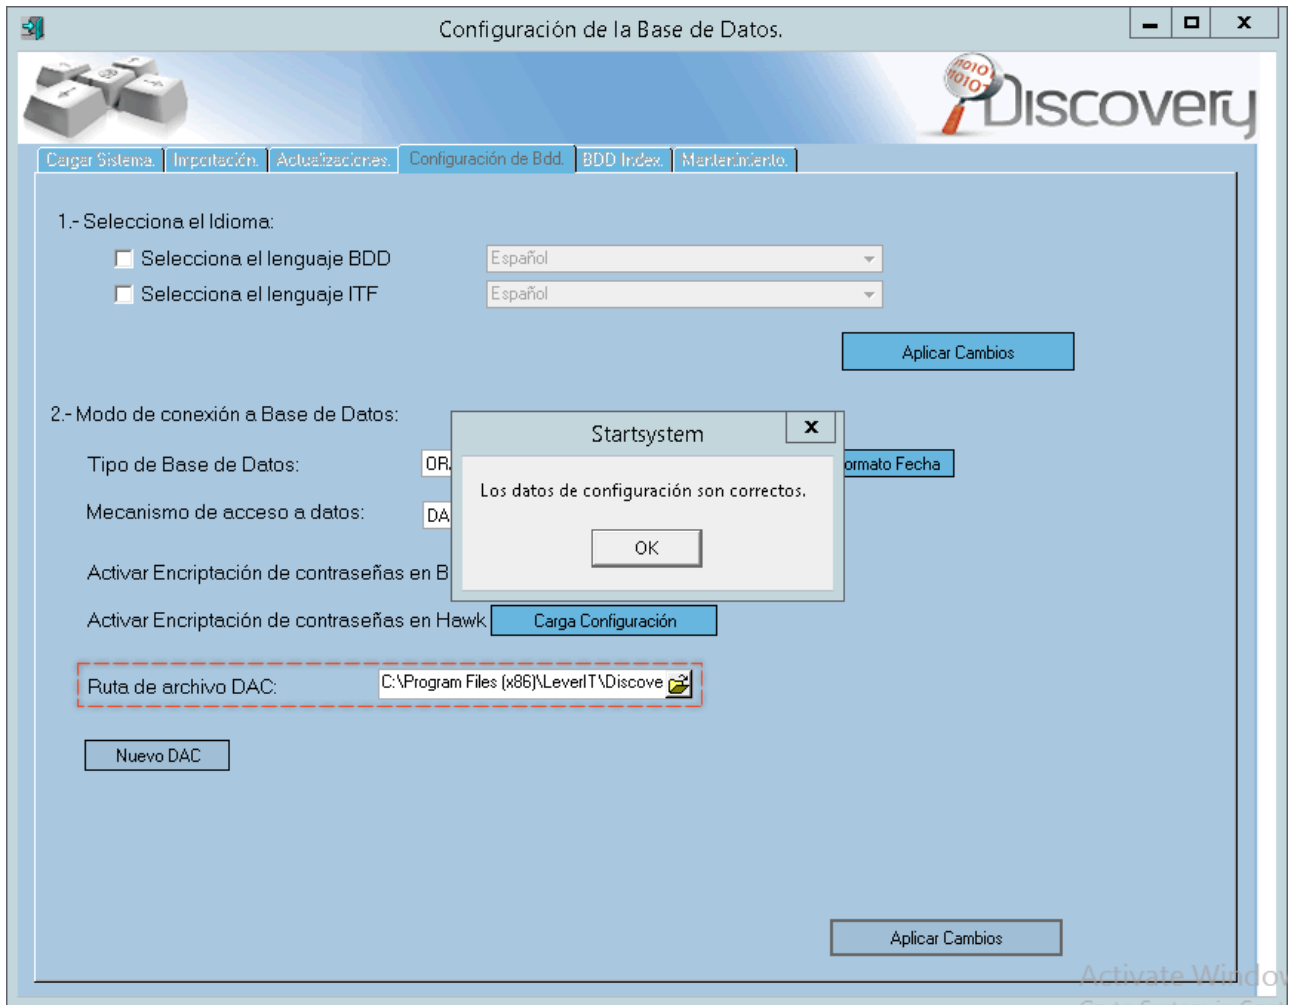 Configuración de la Base de Datos.
Discovery
Cargar Sistema. Importación. Actualizaciones. Configuración de Bdd. BDD Index. Mantenimiento.
1.- Selecciona el Idioma:
Selecciona el lenguaje BDD Español
Selecciona el lenguaje ITF Español
Aplicar Cambios
2.- Modo de conexión a Base de Datos:
Startsystem
Tipo de Base de Datos: ormato Fecha
Los datos de configuración son correctos.
Mecanismo de acceso a datos: DA
OK
Activar Encriptación de contraseñas en B
Activar Encriptación de contraseñas en Hawk Carga Configuración
Ruta de archivo DAC: C:\Program Files (x86)\LeverIT\Discove
Nuevo DAC
Aplicar Cambios
Activate Window